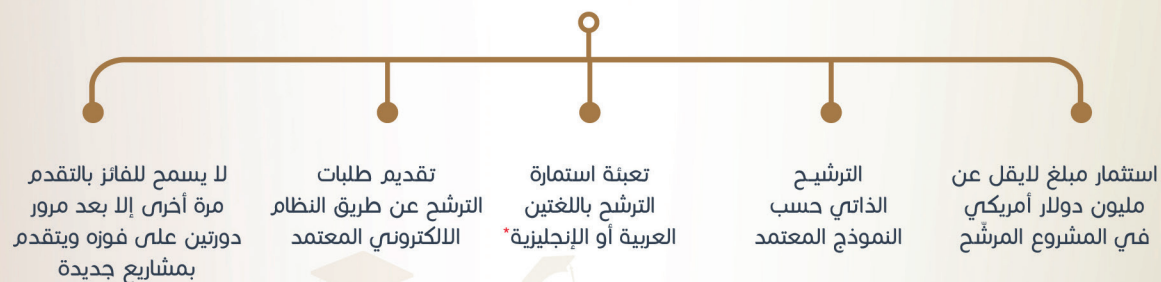 استثمار مبلغ لايقل عن
مليون دولار أمريكي
في المشروع المرشّح
الترشيح
الذاتي حسب
النموذج المعتمد
تعبئة استمارة
الترشح باللغتين
العربية أو الإنجليزية*
تقديم طلبات
الترشح عن طريق النظام
الالكتروني المعتمد
لا يسمح للفائز بالتقدم
مرة أخرى إلا بعد مرور
دورتين على فوزه ويتقدم
بمشاريع جديدة